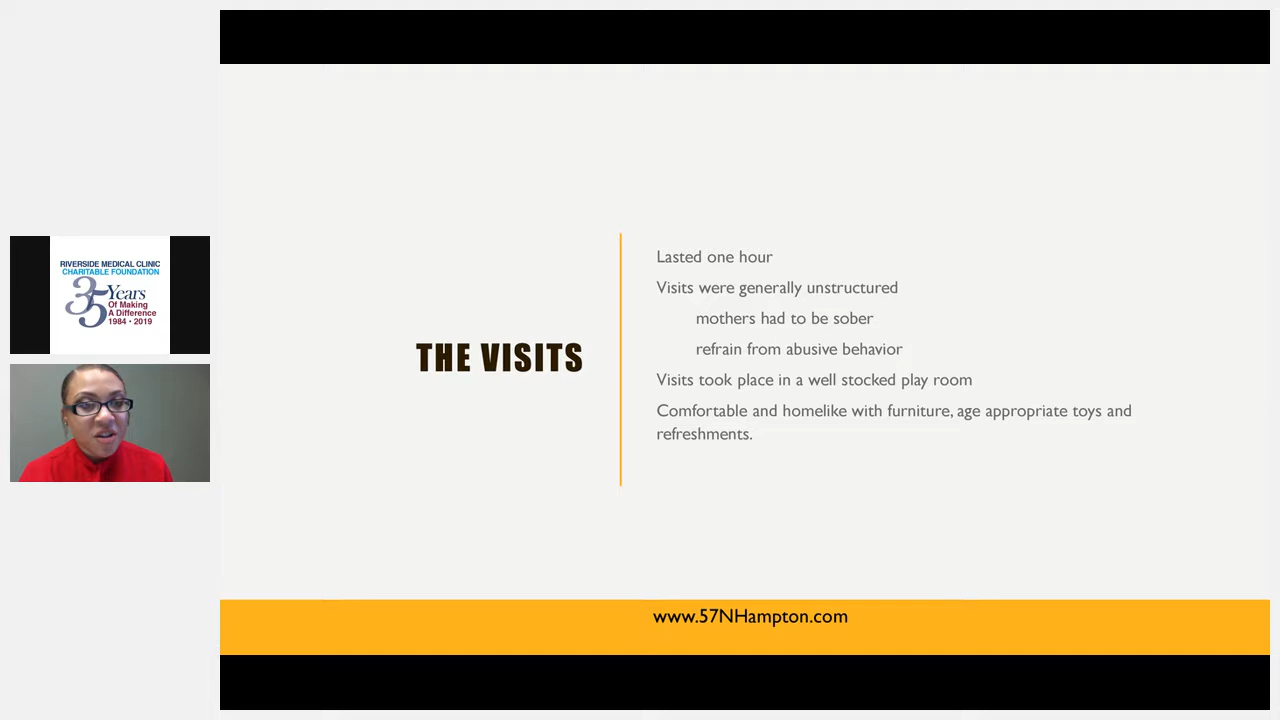 RIVERSIDE MEDICAL CLINIC
CHARITABLE FOUNDATION
35 Years
Of Making
A Difference
1984 • 2019
THE VISITS
Lasted one hour
Visits were generally unstructured
mothers had to be sober
refrain from abusive behavior
Visits took place in a well stocked play room
Comfortable and homelike with furniture, age appropriate toys and
refreshments.
www.57NHampton.com